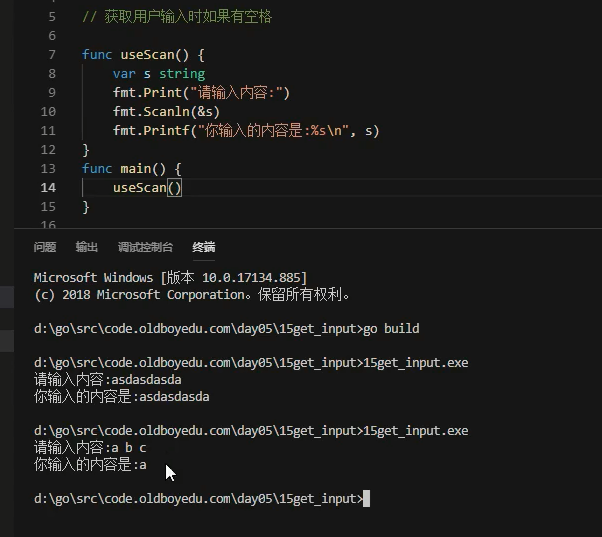 5 // 获取用户输入时如果有空格
6
7 func useScan() {
8 var s string
9 fmt.Print("请输入内容:")
10 fmt.Scanln(&s)
11 fmt.Printf("你输入的内容是:%s\n", s)
12 }
13 func main() {
14 useScan()
15 }
16
问题 输出 调试控制台 终端
Microsoft Windows [版本 10.0.17134.885]
(c) 2018 Microsoft Corporation。保留所有权利。
d:\go\src\code.oldboyedu.com\day05\15get_input>go build
d:\go\src\code.oldboyedu.com\day05\15get_input>15get_input.exe
请输入内容:asdasdasda
你输入的内容是:asdasdasda
d:\go\src\code.oldboyedu.com\day05\15get_input>15get_input.exe
请输入内容:a b c
你输入的内容是:a
d:\go\src\code.oldboyedu.com\day05\15get_input>